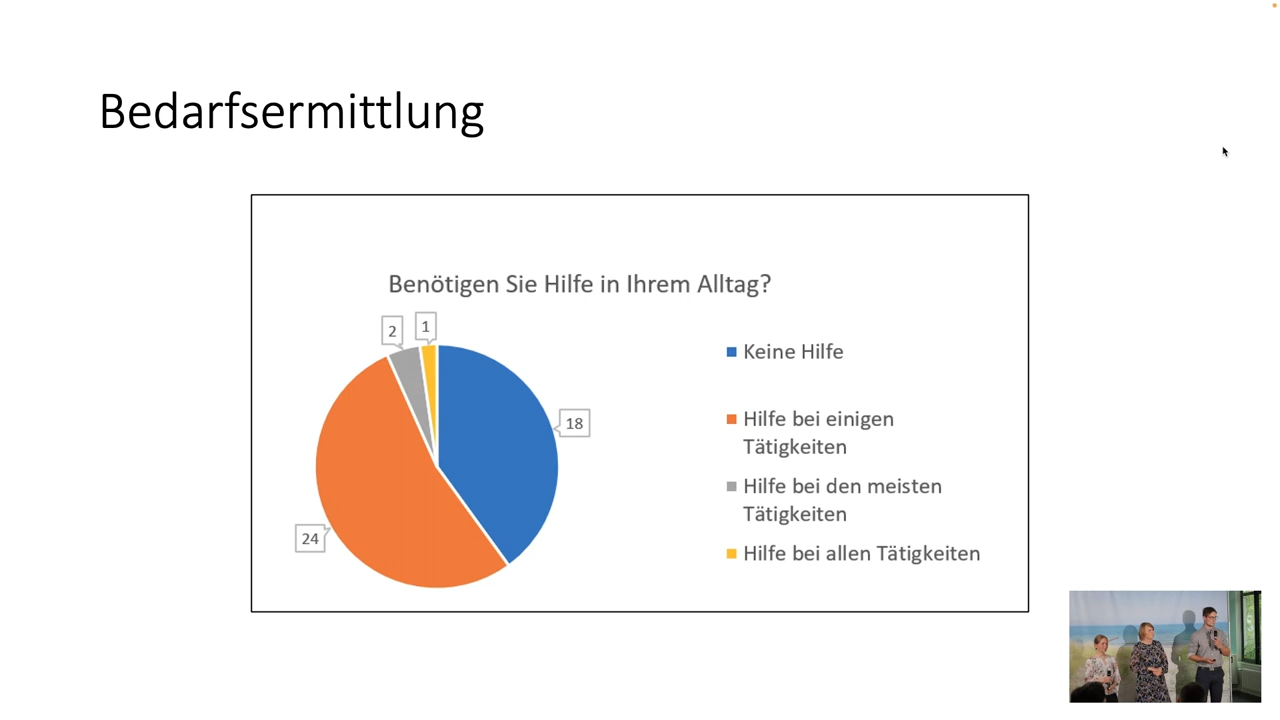 Bedarfsermittlung
Benötigen Sie Hilfe in Ihrem Alltag?
2
1
18
24
Keine Hilfe
Hilfe bei einigen
Tätigkeiten
Hilfe bei den meisten
Tätigkeiten
Hilfe bei allen Tätigkeiten